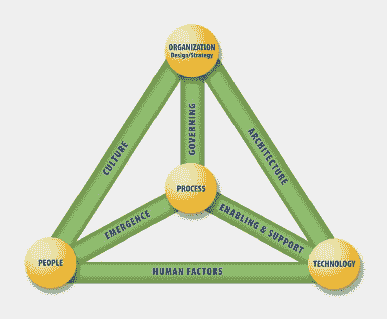 ORGANIZATION
Design/Strategy
CULTURE
GOVERNING
ARCHITECTURE
PROCESS
EMERGENCE
ENABLING & SUPPORT
PEOPLE
HUMAN FACTORS
TECHNOLOGY